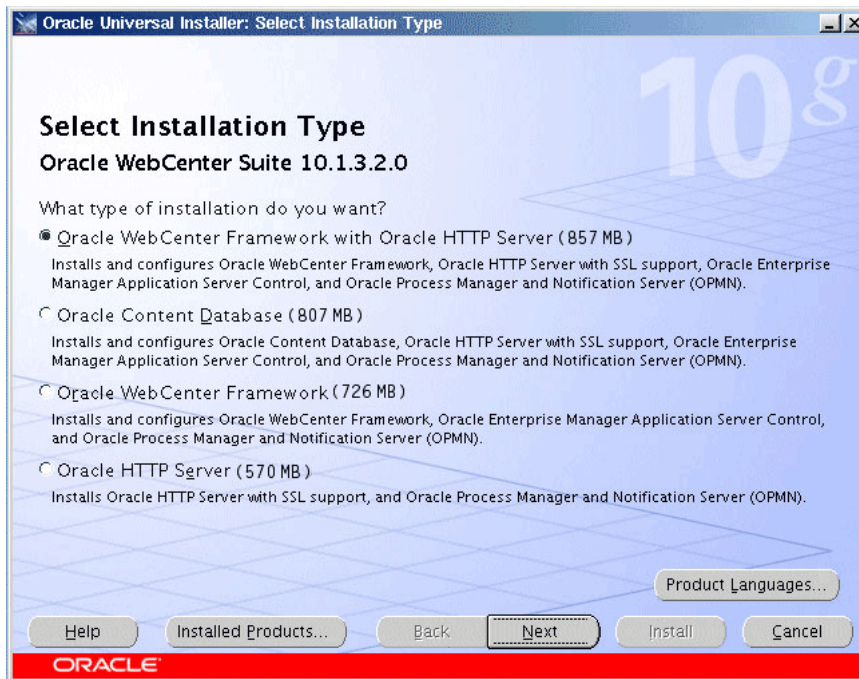 Oracle Universal Installer: Select Installation Type
10g
Select Installation Type
Oracle WebCenter Suite 10.1.3.2.0
What type of installation do you want?
Oracle WebCenter Framework with Oracle HTTP Server (857 MB)
Installs and configures Oracle WebCenter Framework, Oracle HTTP Server with SSL support, Oracle Enterprise
Manager Application Server Control, and Oracle Process Manager and Notification Server (OPMN).
Oracle Content Database (807 MB)
Installs and configures Oracle Content Database, Oracle HTTP Server with SSL support, Oracle Enterprise
Manager Application Server Control, and Oracle Process Manager and Notification Server (OPMN).
Oracle WebCenter Framework (726 MB)
Installs and configures Oracle WebCenter Framework, Oracle Enterprise Manager Application Server Control,
and Oracle Process Manager and Notification Server (OPMN).
Oracle HTTP Server (570 MB)
Installs Oracle HTTP Server with SSL support, and Oracle Process Manager and Notification Server (OPMN).
Product Languages...
Help Installed Products... Back Next Install Cancel
ORACLE